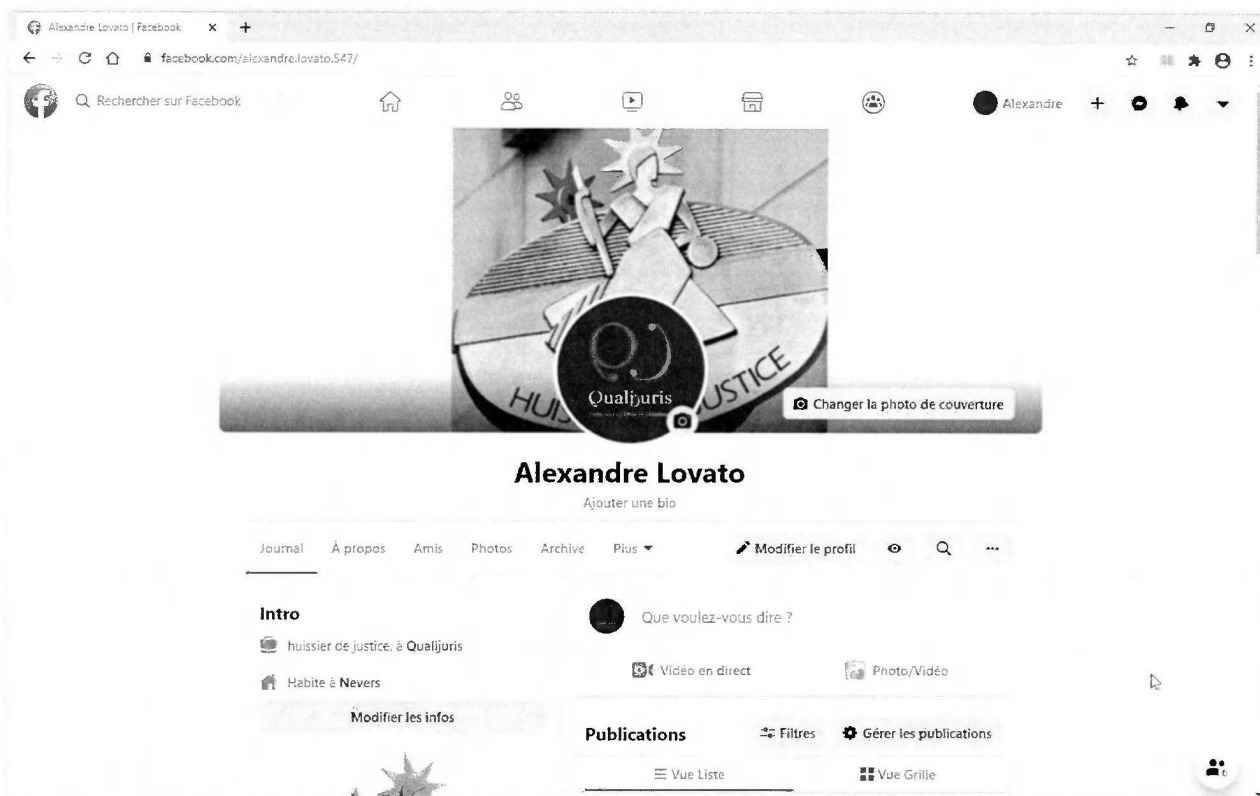 Alexandre Lovato | Facebook
facebook.com/alexandre.lovato.547/
Rechercher sur Facebook
Alexandre
HUI
JUSTICE
Qualijuris
Changer la photo de couverture
Alexandre Lovato
Ajouter une bio
Journal À propos Amis Photos Archive Plus Modifier le profil
Intro
huissier de justice, à Qualijuris
Habite à Nevers
Modifier les infos
Que voulez-vous dire ?
Vidéo en direct Photo/Vidéo
Publications Filtres Gérer les publications
Vue Liste Vue Grille